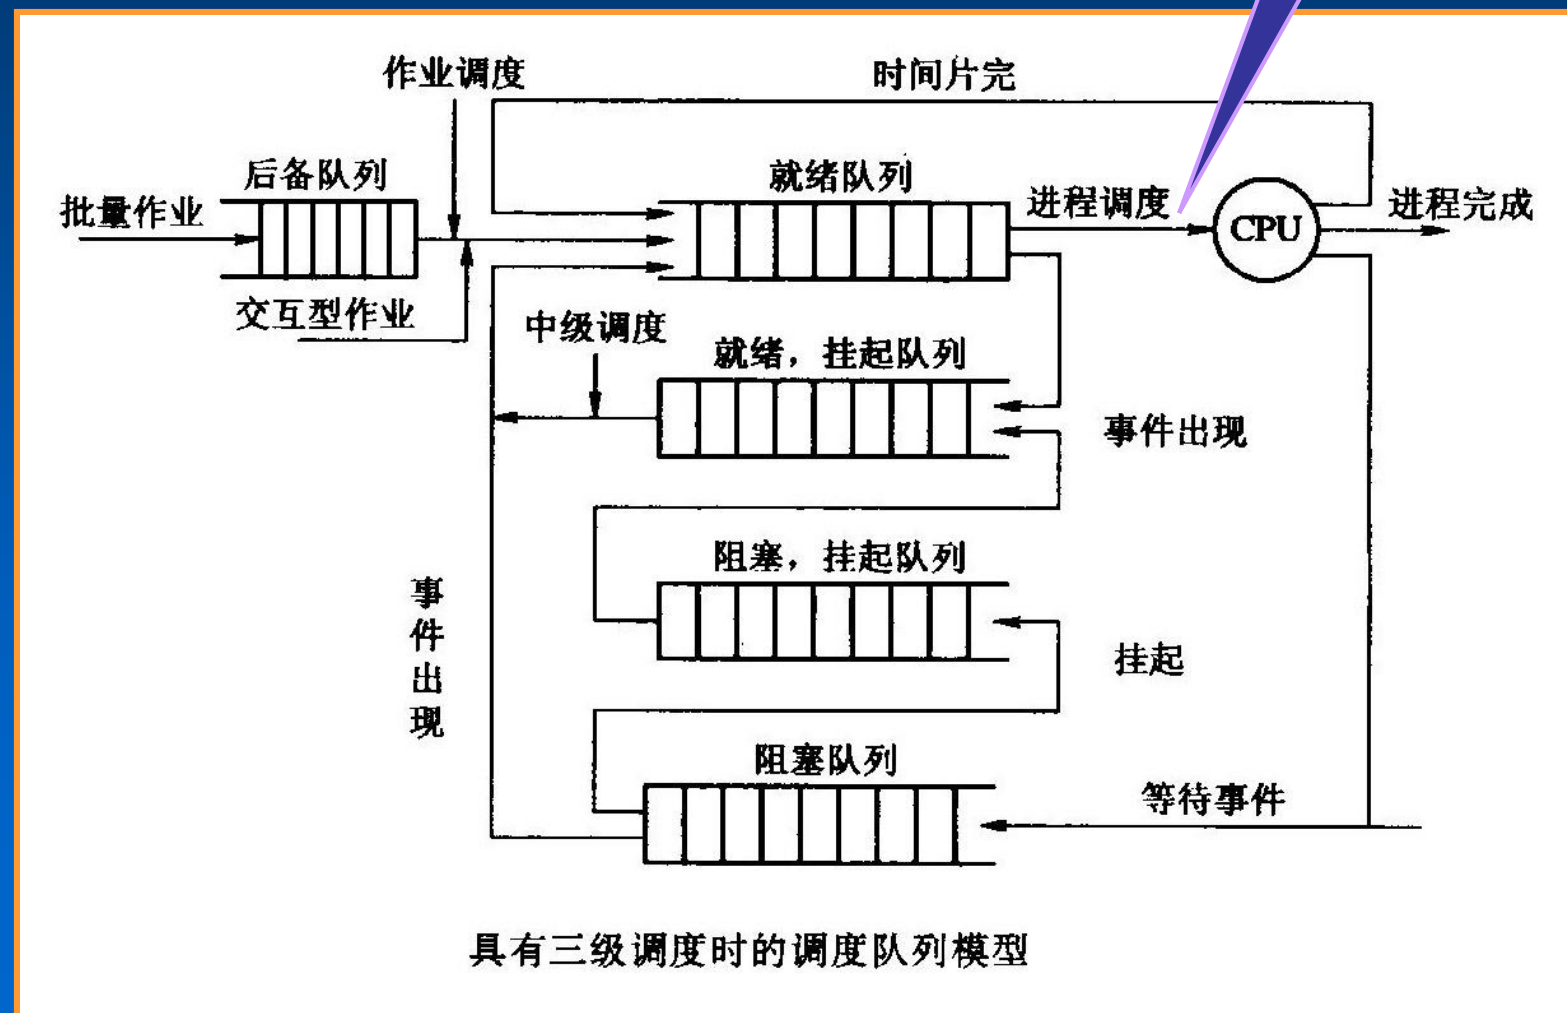 作业调度
时间片完
后备队列
就绪队列
批量作业
进程调度
CPU
进程完成
交互型作业
中级调度
就绪，挂起队列
事件出现
阻塞，挂起队列
事件出现
挂起
阻塞队列
等待事件
具有三级调度时的调度队列模型